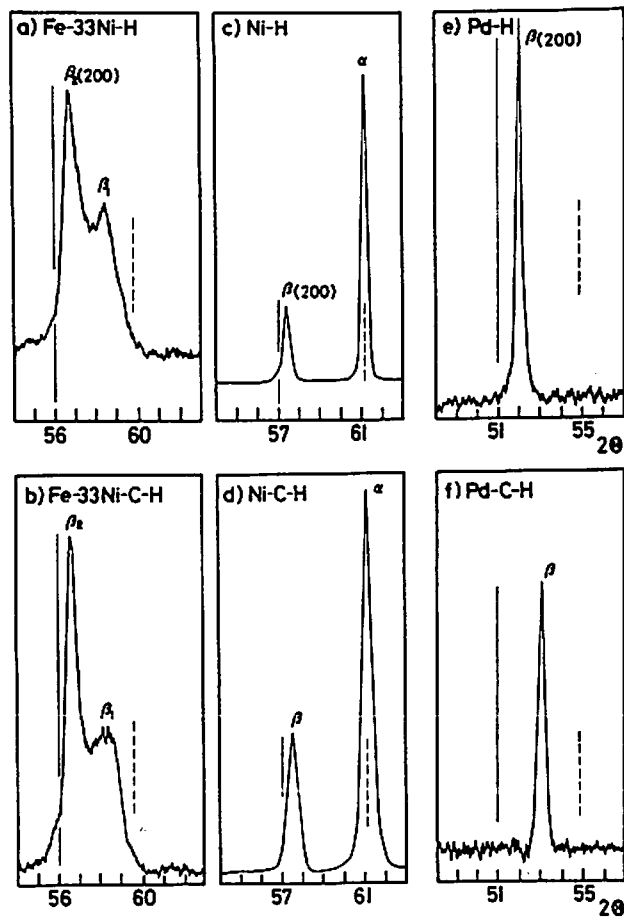 a) Fe-33Ni-H
β₂(200)
β₁
56 60
c) Ni-H
α
β(200)
57 61
e) Pd-H
β(200)
51 55
2θ
b) Fe-33Ni-C-H
β₂
β₁
56 60
d) Ni-C-H
α
β
57 61
f) Pd-C-H
β
51 55
2θ